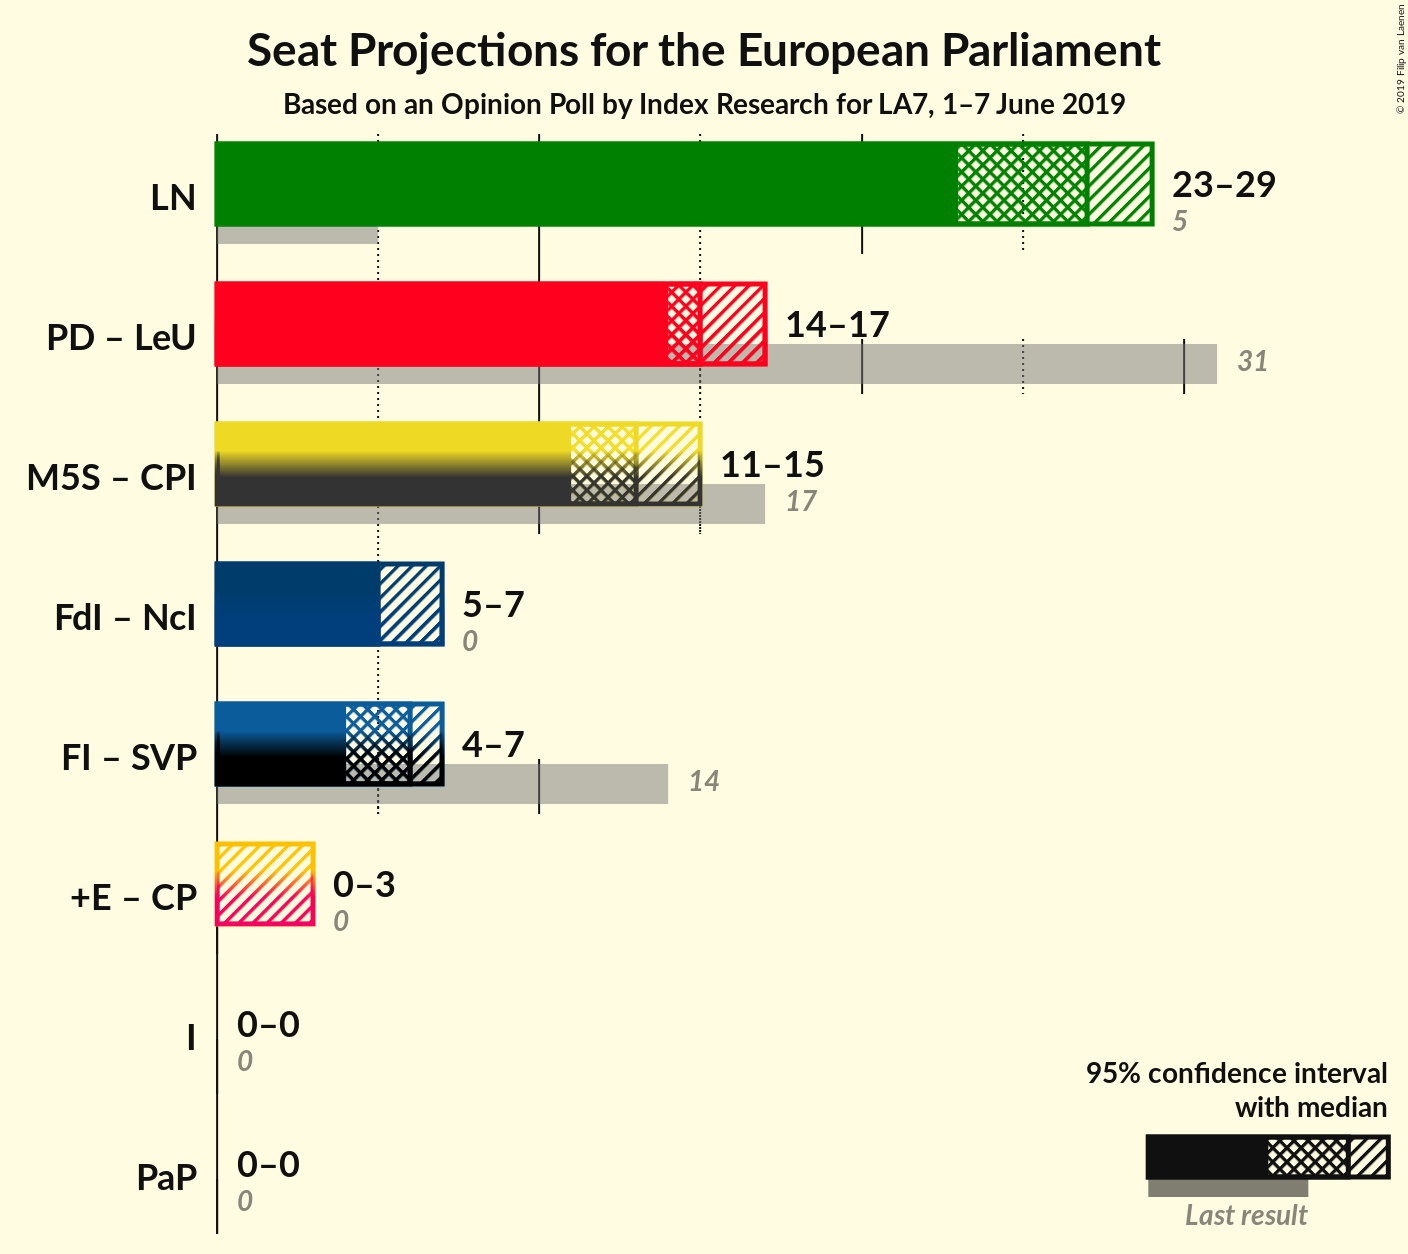 Seat Projections for the European Parliament
Based on an Opinion Poll by Index Research for LA7, 1–7 June 2019
© 2019 Filip van Laenen
LN
23–29
5
PD – LeU
14–17
31
M5S – CPI
11–15
17
FdI – NcI
5–7
0
FI – SVP
4–7
14
+E – CP
0–3
0
I
0–0
0
PaP
0–0
0
95% confidence interval
with median
Last result